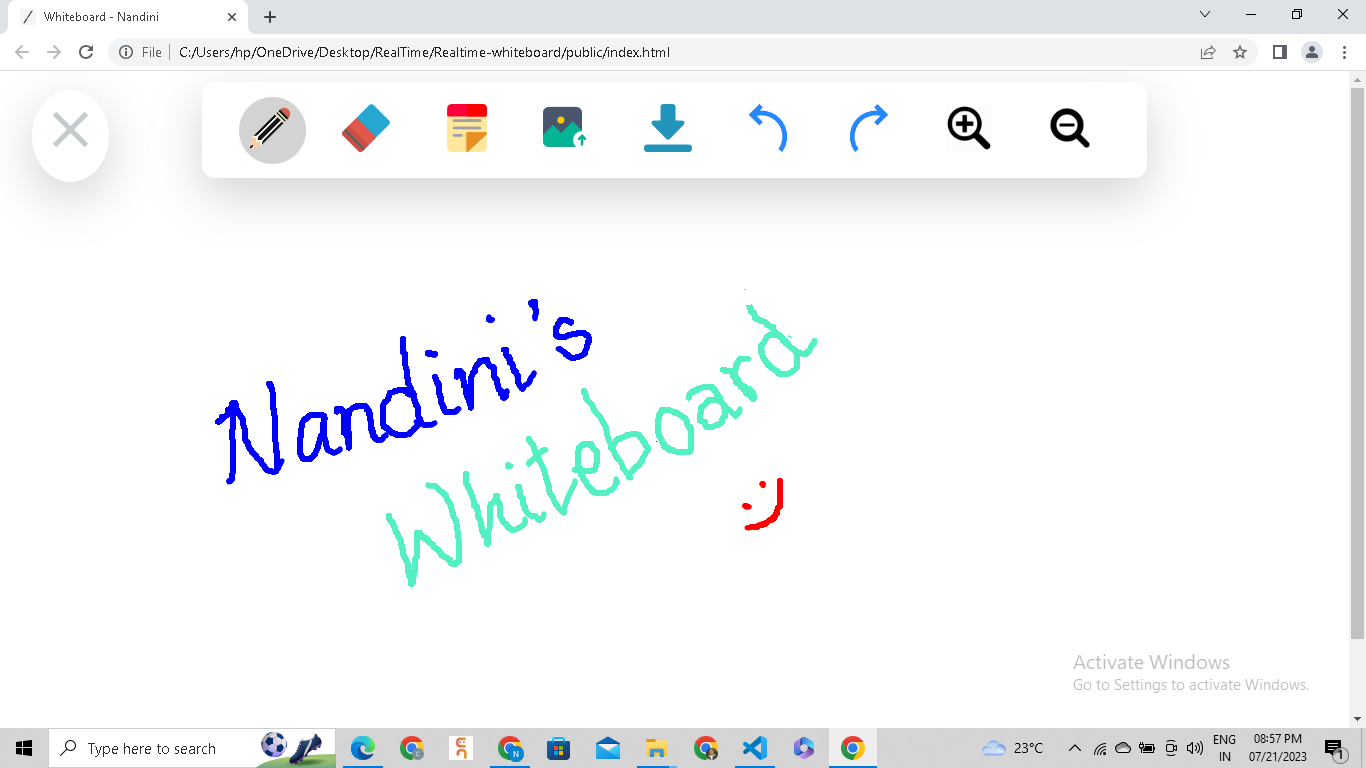 Whiteboard - Nandini
File C:/Users/hp/OneDrive/Desktop/RealTime/Realtime-whiteboard/public/index.html
Nandini's
Whiteboard
:)
Activate Windows
Go to Settings to activate Windows.
Type here to search
23°C
ENG
IN
08:57 PM
07/21/2023
1
N